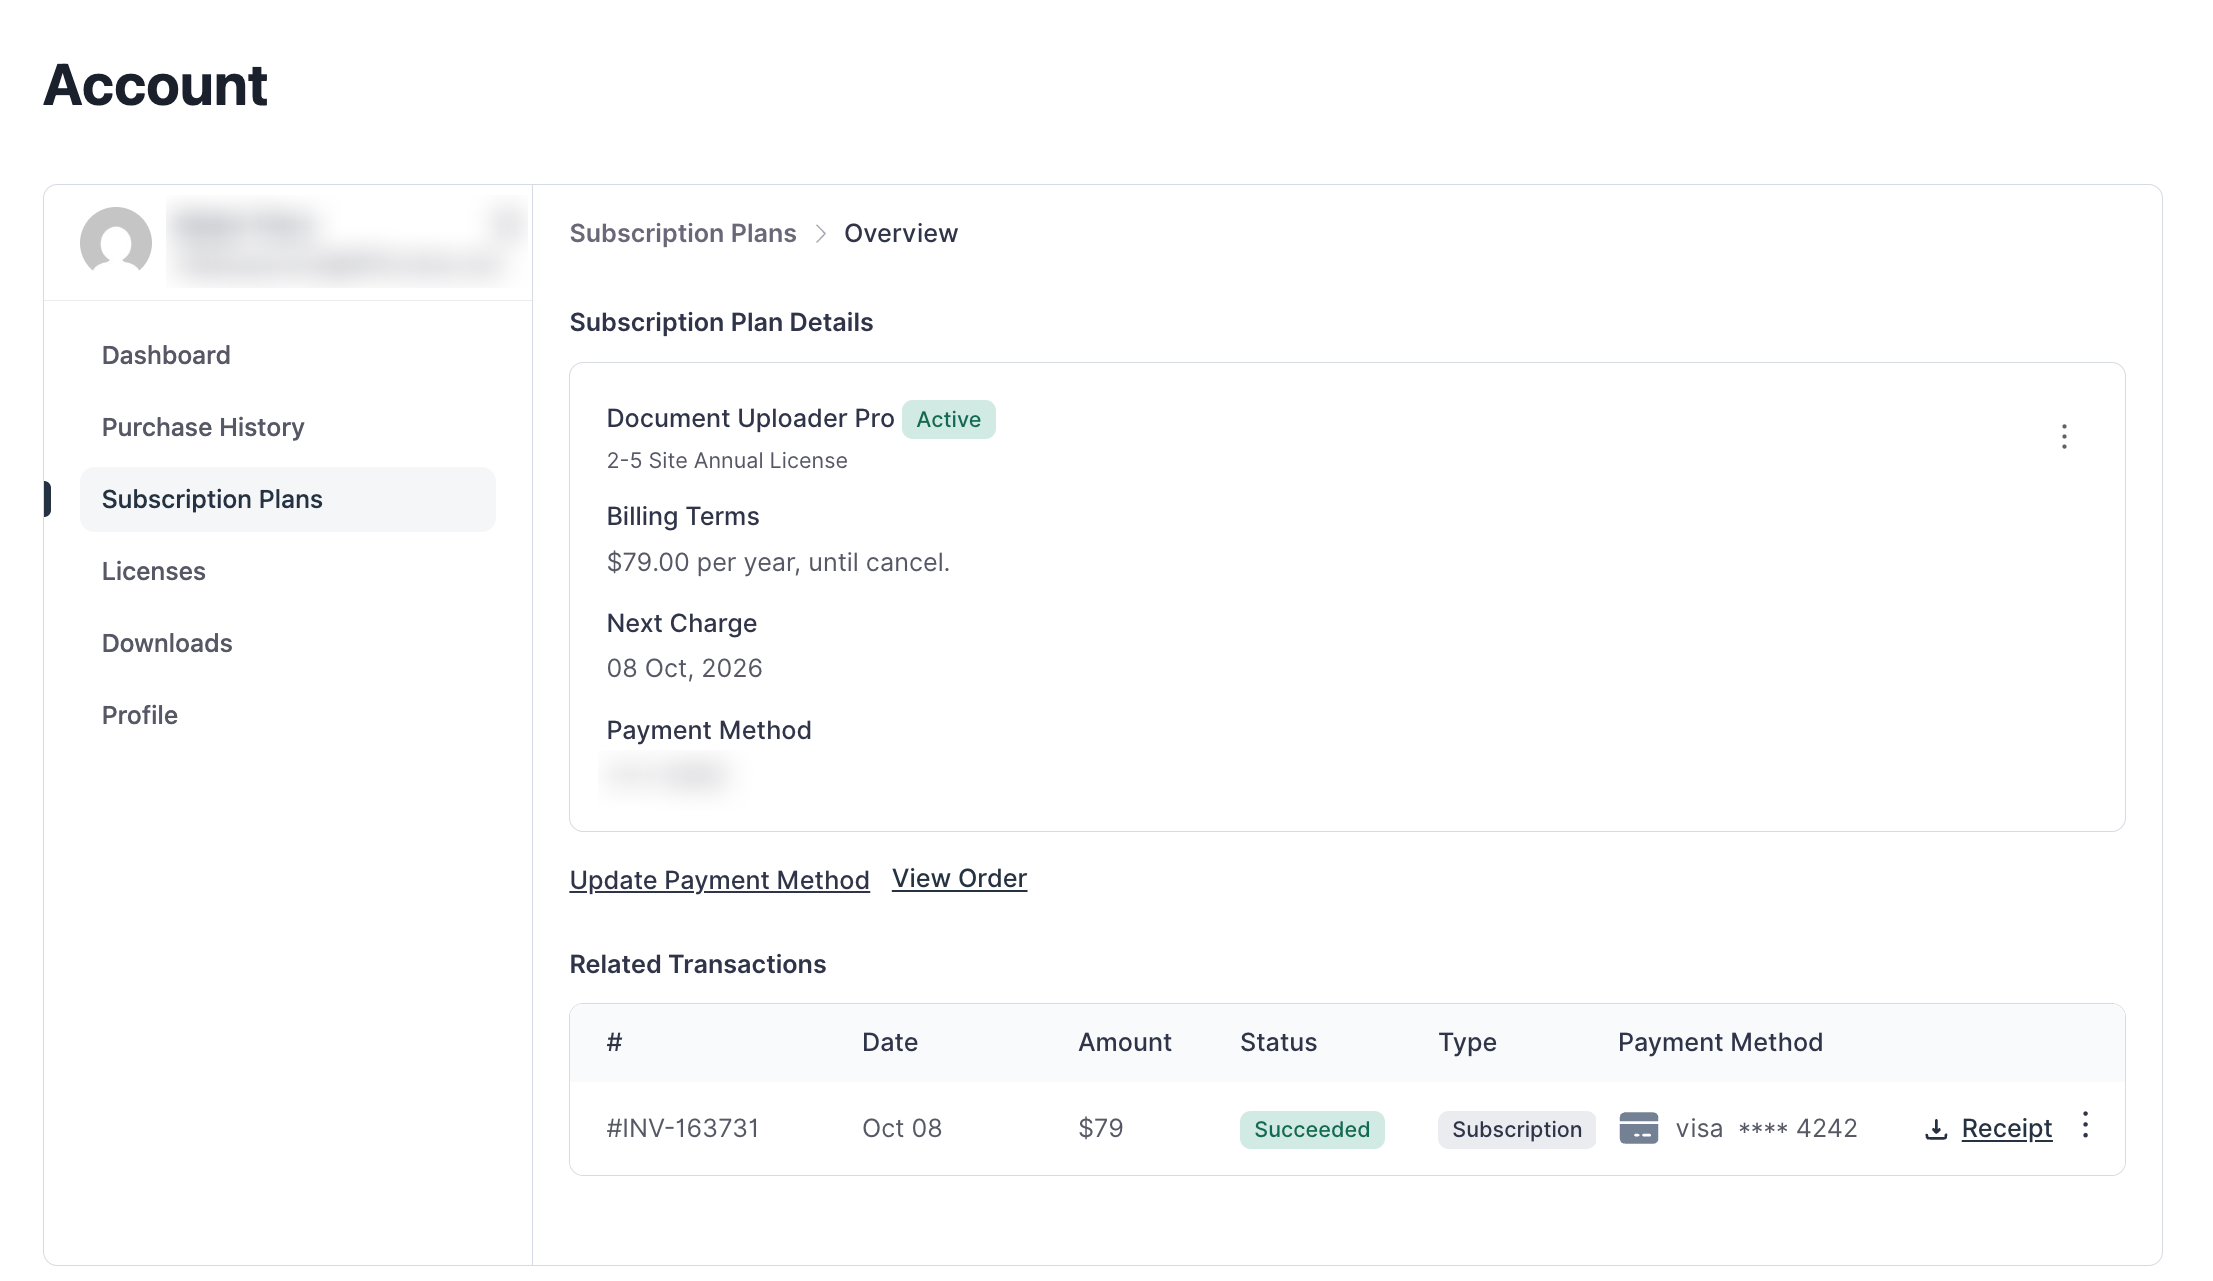 Account
Dashboard
Purchase History
Subscription Plans
Licenses
Downloads
Profile
Subscription Plans > Overview
Subscription Plan Details
Document Uploader Pro Active
2-5 Site Annual License
Billing Terms
$79.00 per year, until cancel.
Next Charge
08 Oct, 2026
Payment Method
Update Payment Method View Order
Related Transactions
# Date Amount Status Type Payment Method
#INV-163731 Oct 08 $79 Succeeded Subscription visa **** 4242 Receipt